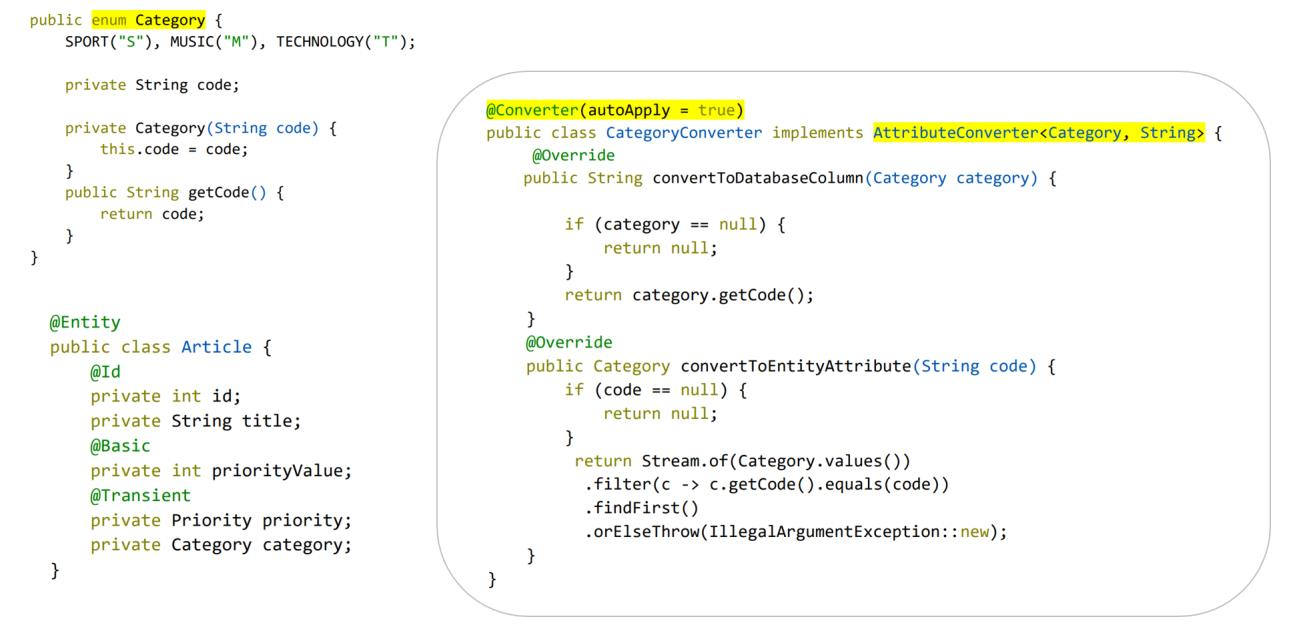 public enum Category {
SPORT("S"), MUSIC("M"), TECHNOLOGY("T");
private String code;
private Category(String code) {
this.code = code;
}
public String getCode() {
return code;
}
}
@Entity
public class Article {
@Id
private int id;
private String title;
@Basic
private int priorityValue;
@Transient
private Priority priority;
private Category category;
}
@Converter(autoApply = true)
public class CategoryConverter implements AttributeConverter<Category, String> {
@Override
public String convertToDatabaseColumn(Category category) {
if (category == null) {
return null;
}
return category.getCode();
}
@Override
public Category convertToEntityAttribute(String code) {
if (code == null) {
return null;
}
return Stream.of(Category.values())
.filter(c -> c.getCode().equals(code))
.findFirst()
.orElseThrow(IllegalArgumentException::new);
}
}